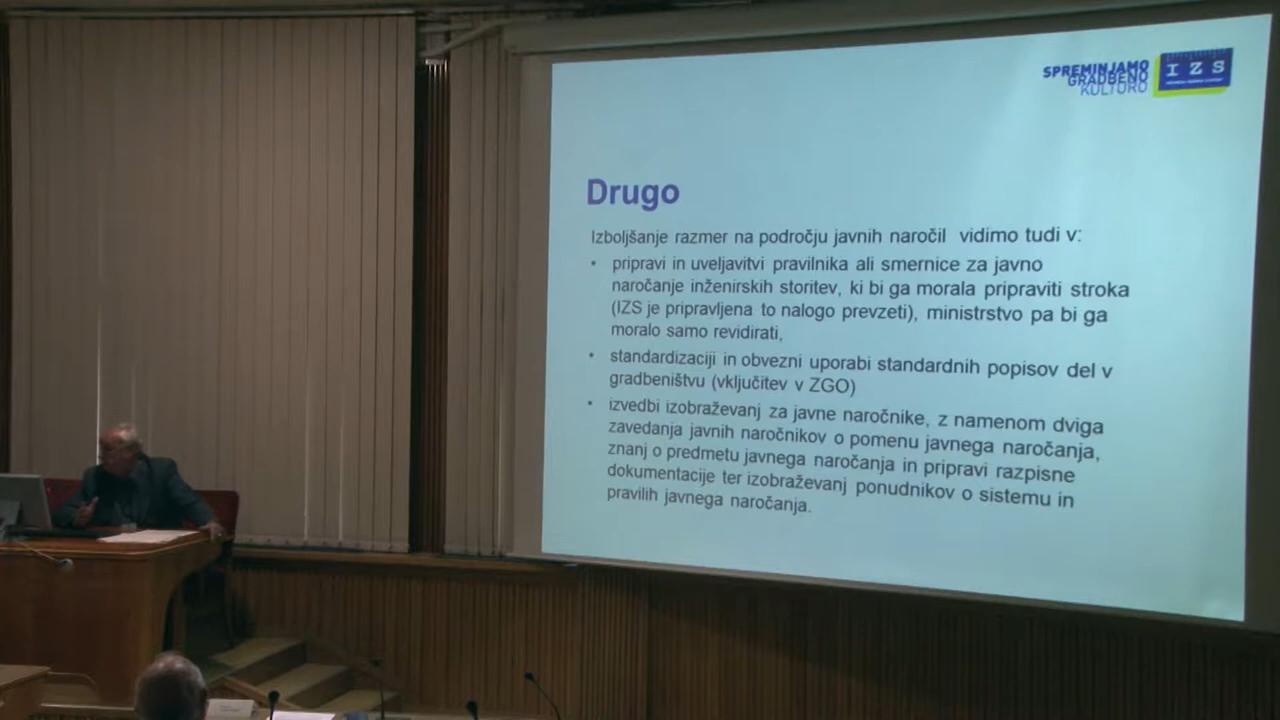 SPREMINJAMO
GRADBENO
KULTURO
IZS
Drugo
Izboljšanje razmer na področju javnih naročil vidimo tudi v:
• pripravi in uveljavitvi pravilnika ali smernice za javno
naročanje inženirskih storitev, ki bi ga morala pripraviti stroka
(IZS je pripravljena to nalogo prevzeti), ministrstvo pa bi ga
moralo samo revidirati,
• standardizaciji in obvezni uporabi standardnih popisov del v
gradbeništvu (vključitev v ZGO)
• izvedbi izobraževanj za javne naročnike, z namenom dviga
zavedanja javnih naročnikov o pomenu javnega naročanja,
znanj o predmetu javnega naročanja in pripravi razpisne
dokumentacije ter izobraževanj ponudnikov o sistemu in
pravilih javnega naročanja.